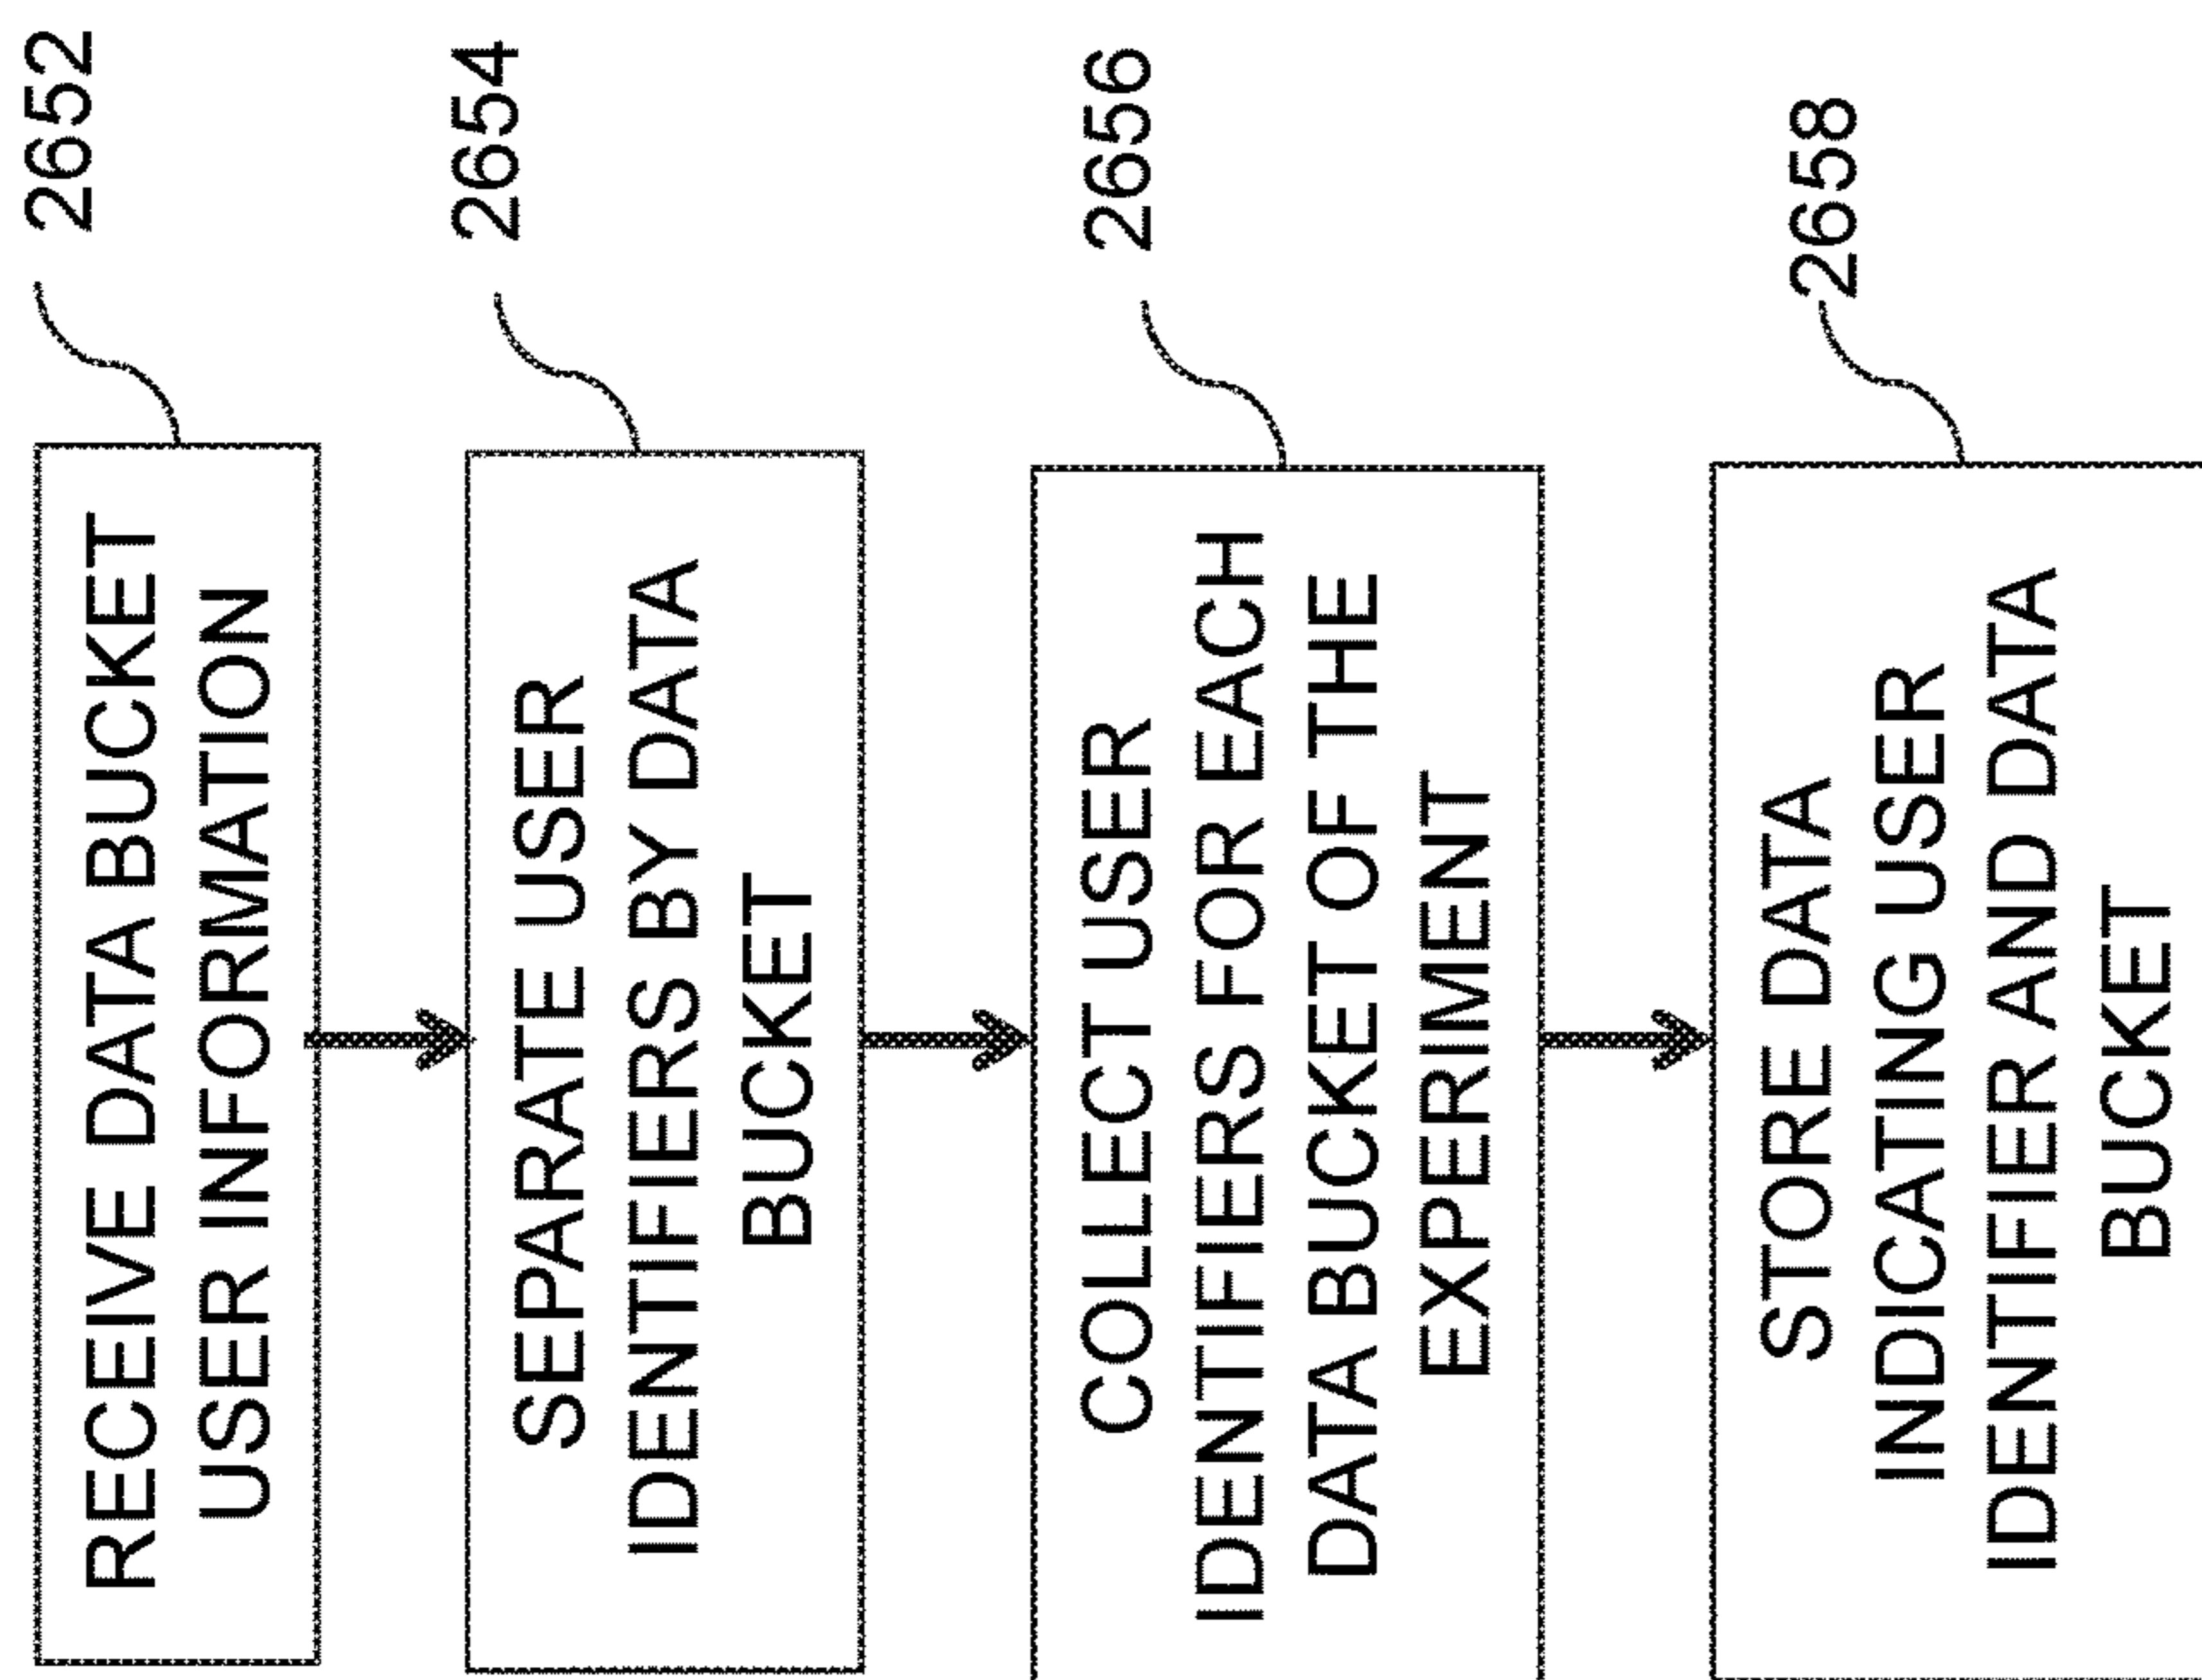 RECEIVE DATA BUCKET
USER INFORMATION
2652
SEPARATE USER
IDENTIFIERS BY DATA
BUCKET
2654
COLLECT USER
IDENTIFIERS FOR EACH
DATA BUCKET OF THE
EXPERIMENT
2656
STORE DATA
INDICATING USER
IDENTIFIER AND DATA
BUCKET
2658